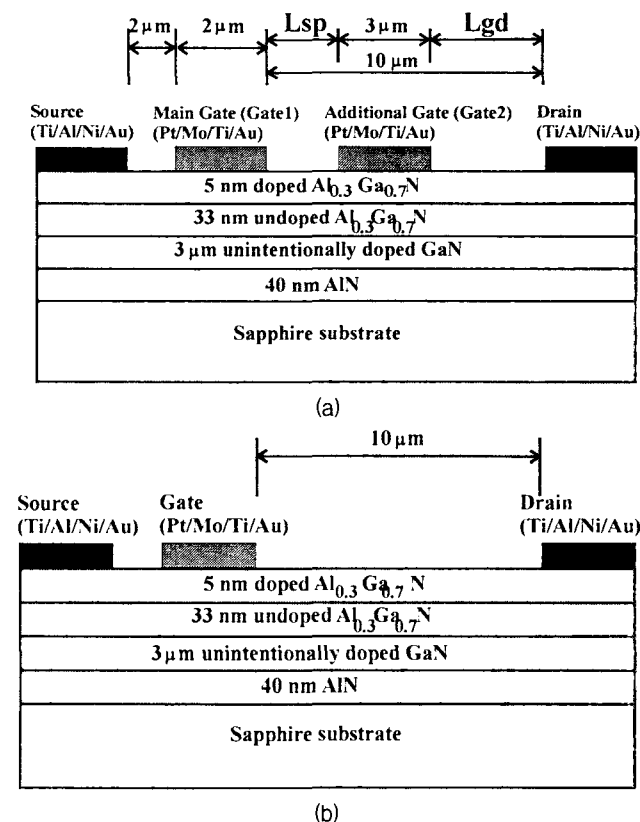 2 μm 2 μm Lsp 3 μm Lgd
10 μm
Source Main Gate (Gate1) Additional Gate (Gate2) Drain
(Ti/Al/Ni/Au) (Pt/Mo/Ti/Au) (Pt/Mo/Ti/Au) (Ti/Al/Ni/Au)
5 nm doped Al0.3 Ga0.7N
33 nm undoped Al0.3Ga0.7N
3 μm unintentionally doped GaN
40 nm AlN
Sapphire substrate
(a)
10 μm
Source Gate Drain
(Ti/Al/Ni/Au) (Pt/Mo/Ti/Au) (Ti/Al/Ni/Au)
5 nm doped Al0.3 Ga0.7 N
33 nm undoped Al0.3Ga0.7N
3 μm unintentionally doped GaN
40 nm AlN
Sapphire substrate
(b)